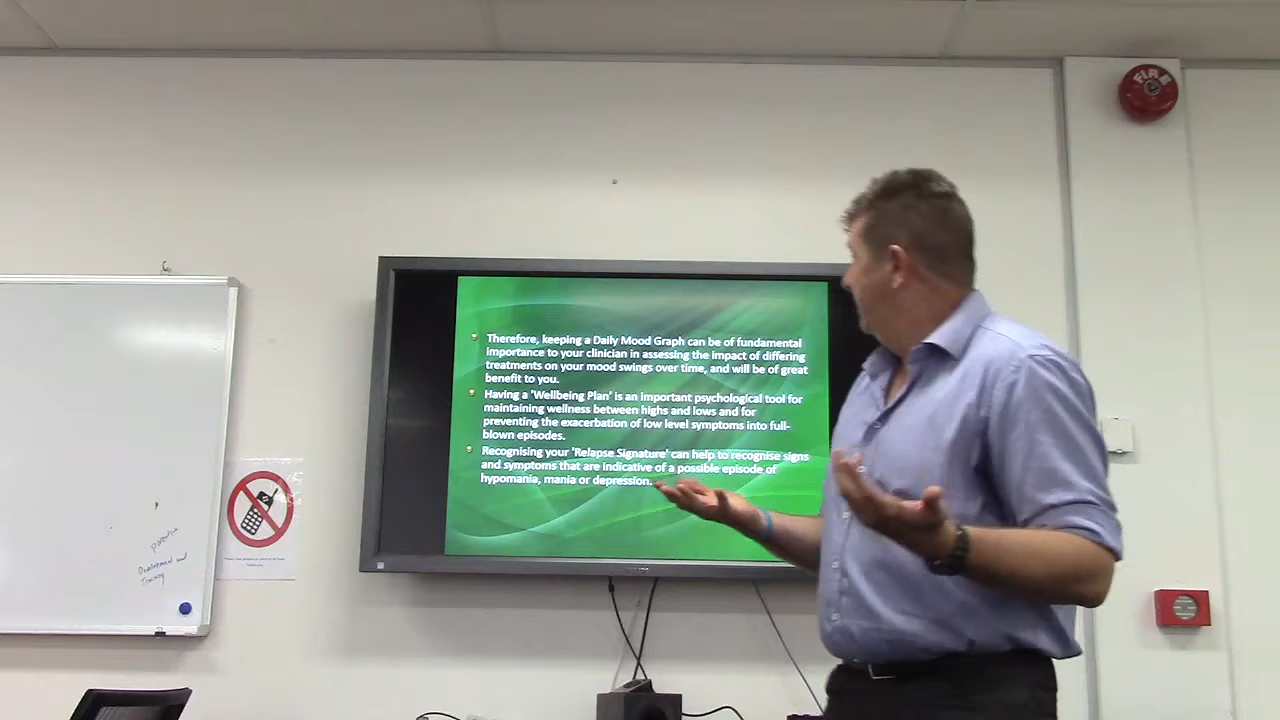 FIRE
Therefore, keeping a Daily Mood Graph can be of fundamental
importance to your clinician in assessing the impact of differing
treatments on your mood swings over time, and will be of great
benefit to you.
Having a 'Wellbeing Plan' is an important psychological tool for
maintaining wellness between highs and lows and for
preventing the exacerbation of low level symptoms into full-
blown episodes.
Recognising your 'Relapse Signature' can help to recognise signs
and symptoms that are indicative of a possible episode of
hypomania, mania or depression.
Development and
Training